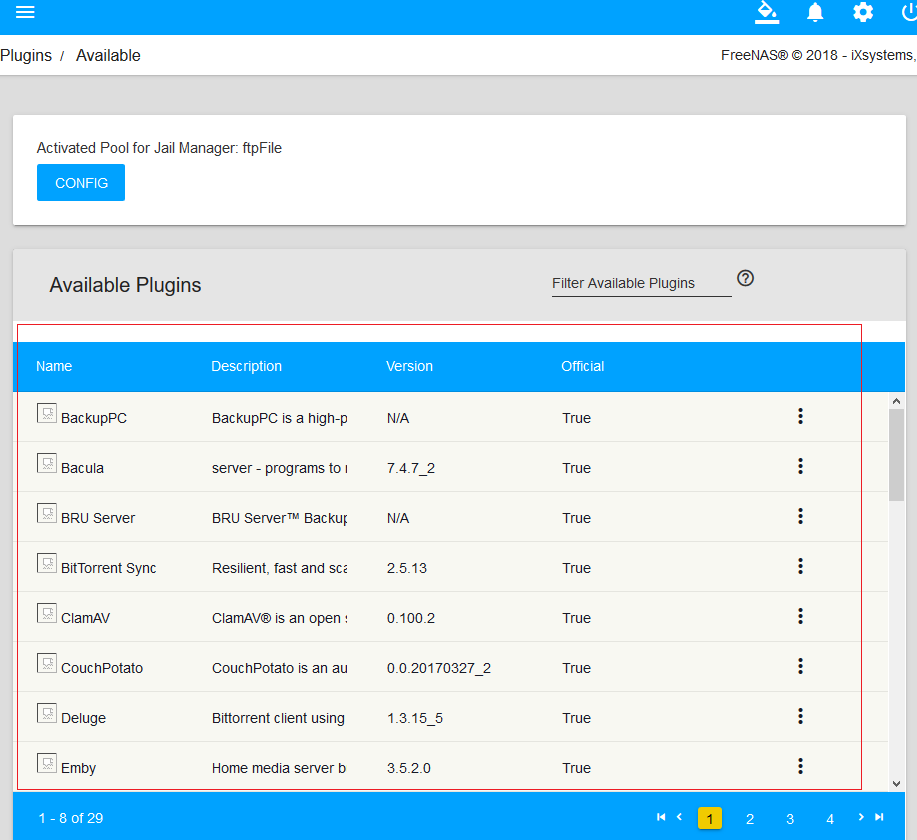 Plugins / Available
FreeNAS® © 2018 - iXsystems,
Activated Pool for Jail Manager: ftpFile
CONFIG
Available Plugins
Filter Available Plugins
Name Description Version Official
BackupPC BackupPC is a high-p N/A True
Bacula server - programs to 7.4.7_2 True
BRU Server BRU Server™ Backup N/A True
BitTorrent Sync Resilient, fast and sca 2.5.13 True
ClamAV ClamAV® is an open 0.100.2 True
CouchPotato CouchPotato is an au 0.0.20170327_2 True
Deluge Bittorrent client using 1.3.15_5 True
Emby Home media server b 3.5.2.0 True
1 - 8 of 29
1 2 3 4